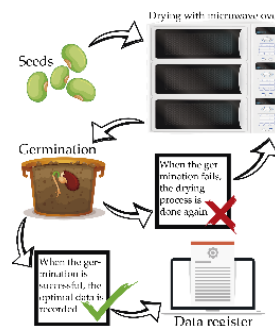 Drying with microwave ov
Seeds
Germination
When the ger
mination fails,
the drying
process is
done again
When the ger-
mination is
successful, the
optimal data is
recorded
Data register